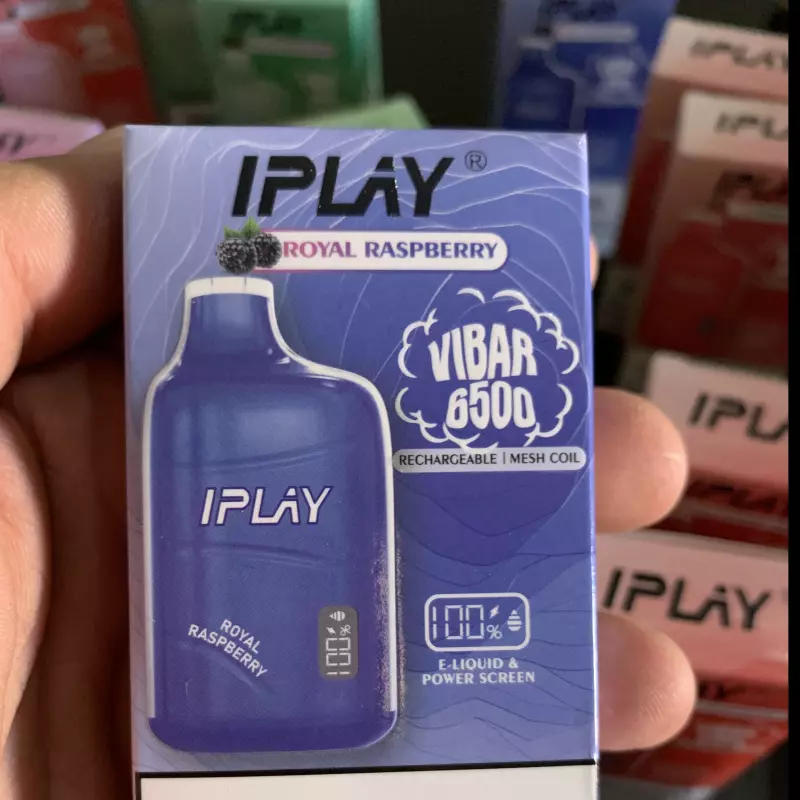 IPLAY®
ROYAL RASPBERRY
VIBAR
6500
RECHARGEABLE | MESH COIL
IPLAY
ROYAL
RASPBERRY
100%
100%
E-LIQUID &
POWER SCREEN
IPLAY
IPLAY
IPLAY